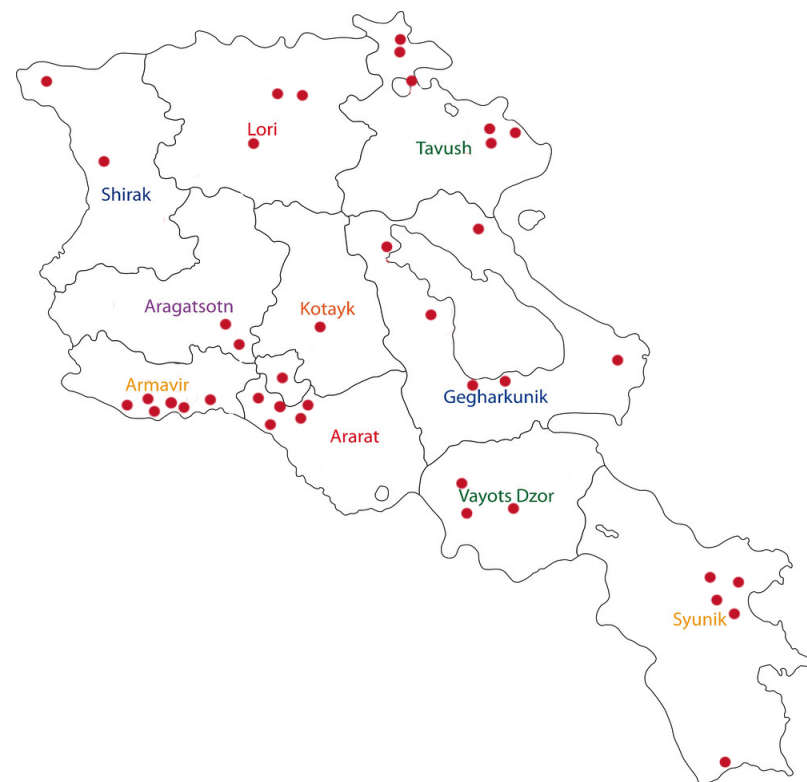 Lori
Tavush
Shirak
Aragatsotn
Kotayk
Armavir
Gegharkunik
Ararat
Vayots Dzor
Syunik